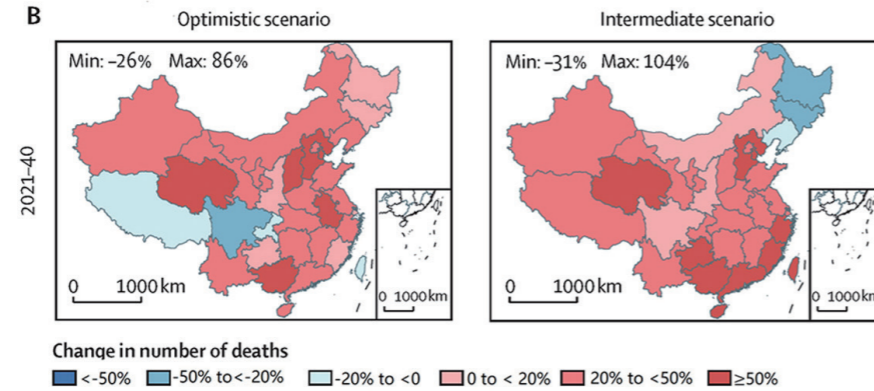 B
Optimistic scenario
Intermediate scenario
Min: –26% Max: 86%
Min: –31% Max: 104%
2021–40
0 1000 km
0 1000 km
0 1000 km
0 1000 km
Change in number of deaths
<-50%
-50% to<-20%
-20% to <0
0 to < 20%
20% to <50%
≥50%